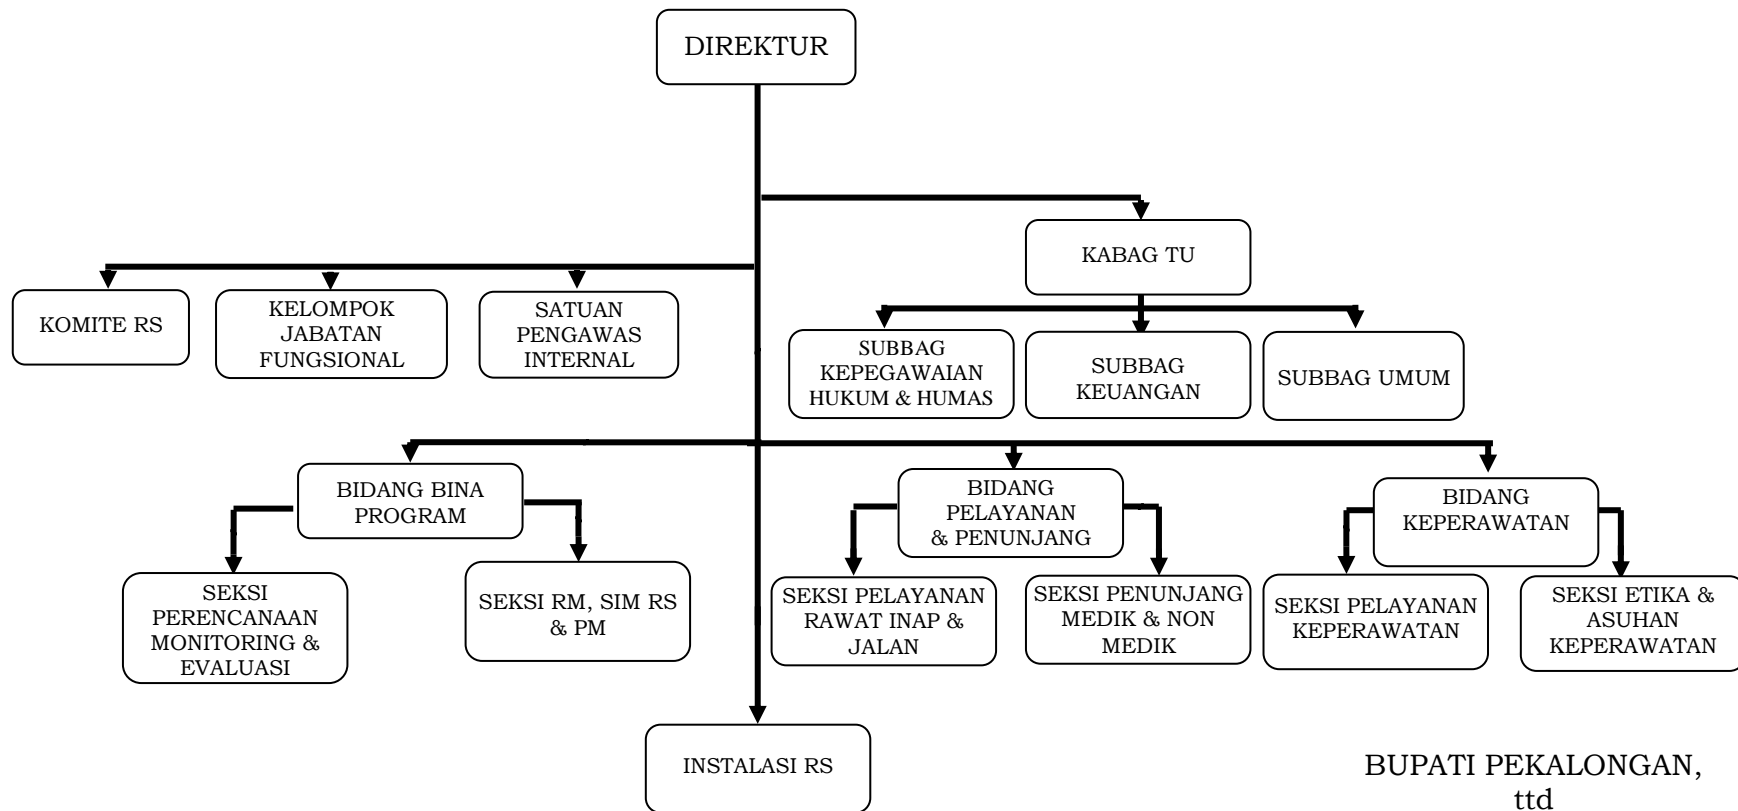 DIREKTUR
KABAG TU
KOMITE RS
KELOMPOK
JABATAN
FUNGSIONAL
SATUAN
PENGAWAS
INTERNAL
SUBBAG
KEPEGAWAIAN
HUKUM & HUMAS
SUBBAG
KEUANGAN
SUBBAG UMUM
BIDANG BINA
PROGRAM
BIDANG
PELAYANAN
& PENUNJANG
BIDANG
KEPERAWATAN
SEKSI
PERENCANAAN
MONITORING &
EVALUASI
SEKSI RM, SIM RS
& PM
SEKSI PELAYANAN
RAWAT INAP &
JALAN
SEKSI PENUNJANG
MEDIK & NON
MEDIK
SEKSI PELAYANAN
KEPERAWATAN
SEKSI ETIKA &
ASUHAN
KEPERAWATAN
INSTALASI RS
BUPATI PEKALONGAN,
ttd